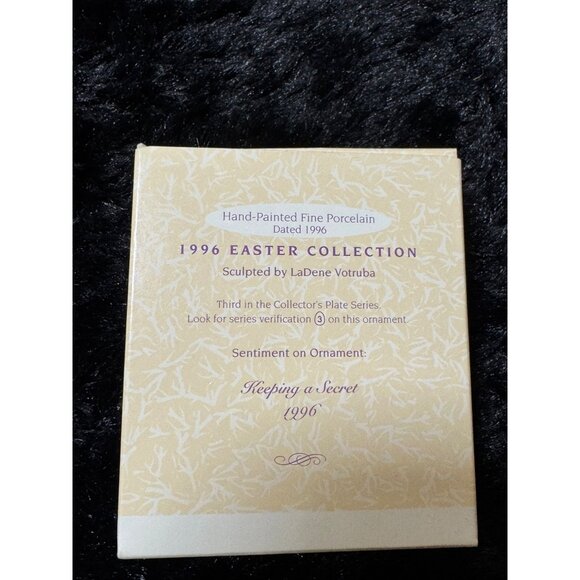 Hand-Painted Fine Porcelain
Dated 1996
1996 EASTER COLLECTION
Sculpted by LaDene Votruba
Third in the Collector's Plate Series.
Look for series verification 3 on this ornament.
Sentiment on Ornament:
Keeping a Secret
1996